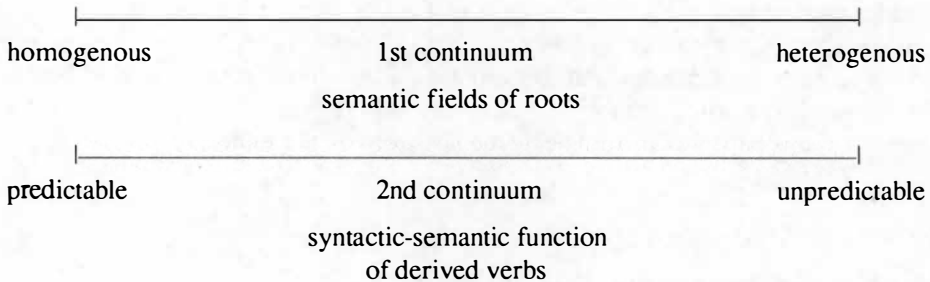 homogenous 1st continuum heterogenous
semantic fields of roots
predictable 2nd continuum unpredictable
syntactic-semantic function
of derived verbs